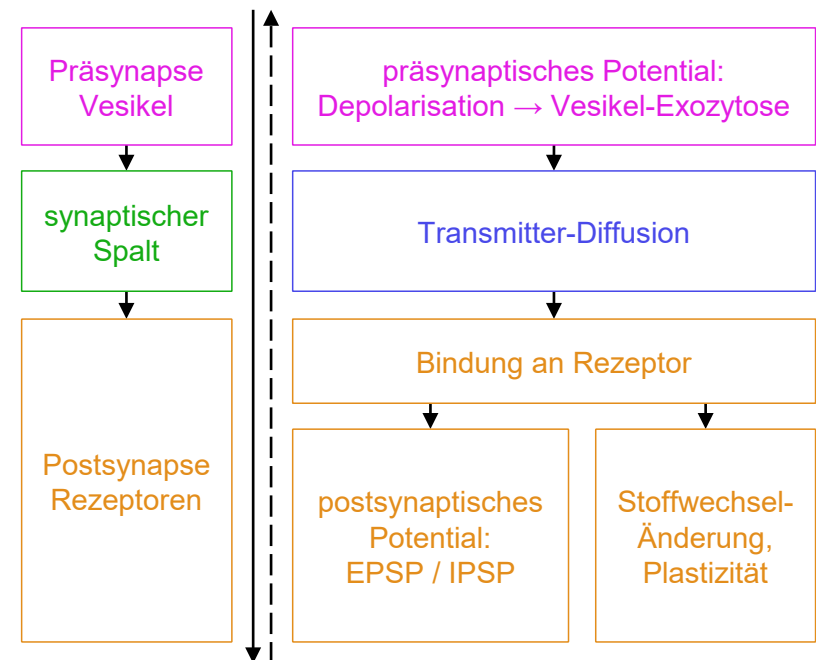 Präsynapse
Vesikel
präsynaptisches Potential:
Depolarisation → Vesikel-Exozytose
synaptischer
Spalt
Transmitter-Diffusion
Bindung an Rezeptor
Postsynapse
Rezeptoren
postsynaptisches
Potential:
EPSP / IPSP
Stoffwechsel-
Änderung,
Plastizität